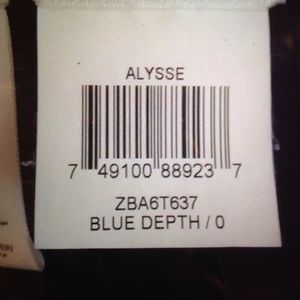 ALYSSE
7 49100 88923 7
ZBA6T637
BLUE DEPTH / 0